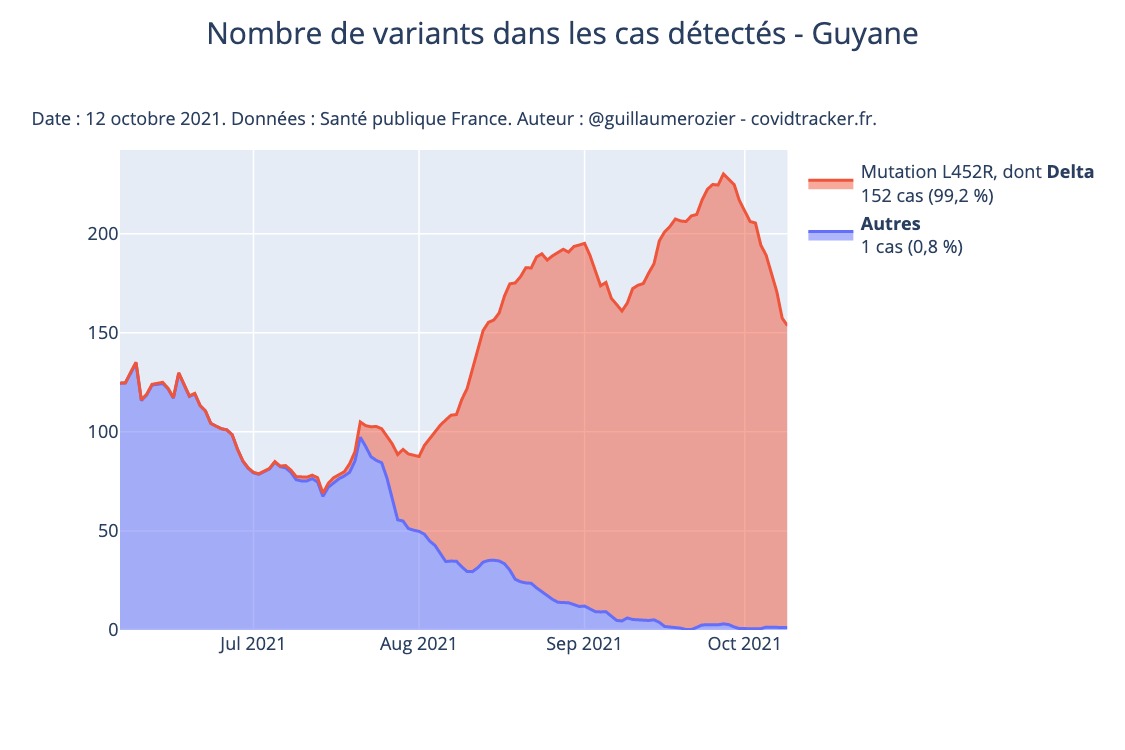 Nombre de variants dans les cas détectés - Guyane
Date : 12 octobre 2021. Données : Santé publique France. Auteur : @guillaumerozier - covidtracker.fr.
Mutation L452R, dont Delta
152 cas (99,2 %)
Autres
1 cas (0,8 %)
200
150
100
50
0
Jul 2021
Aug 2021
Sep 2021
Oct 2021